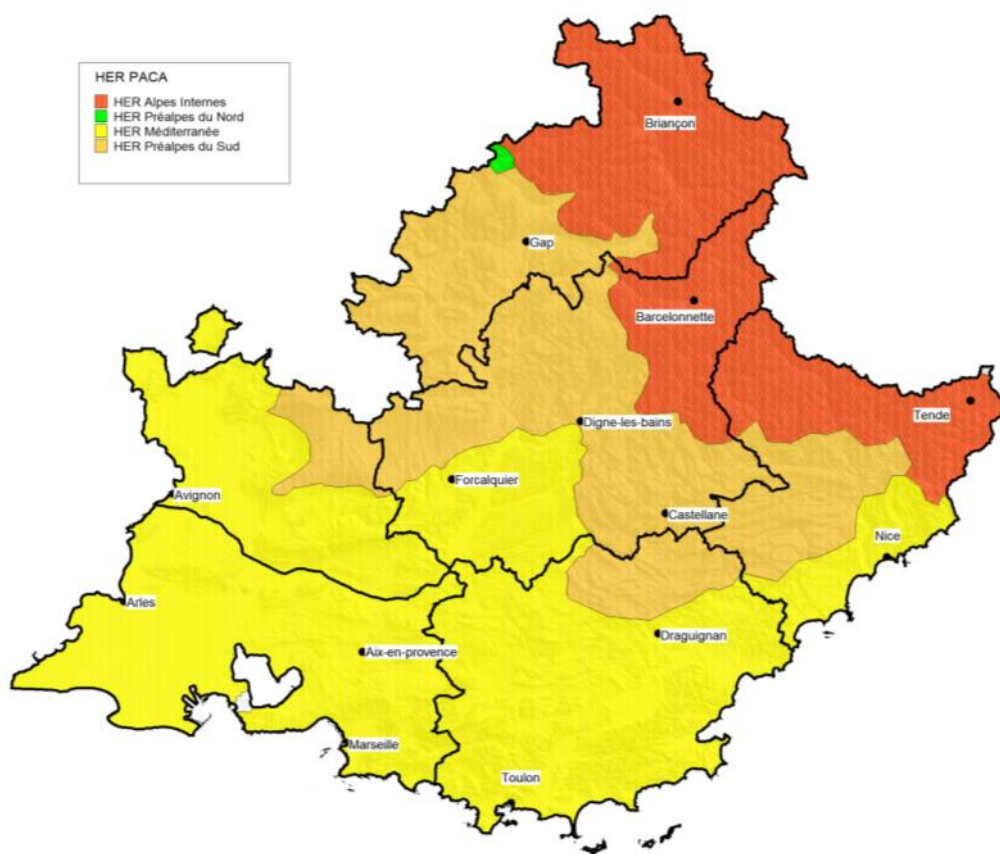 HER PACA
HER Alpes Internes
HER Préalpes du Nord
HER Méditerranée
HER Préalpes du Sud
Briançon
Gap
Barcelonnette
Tende
Digne-les-bains
Forcalquier
Avignon
Castellane
Nice
Arles
Draguignan
Aix-en-provence
Marseille
Toulon